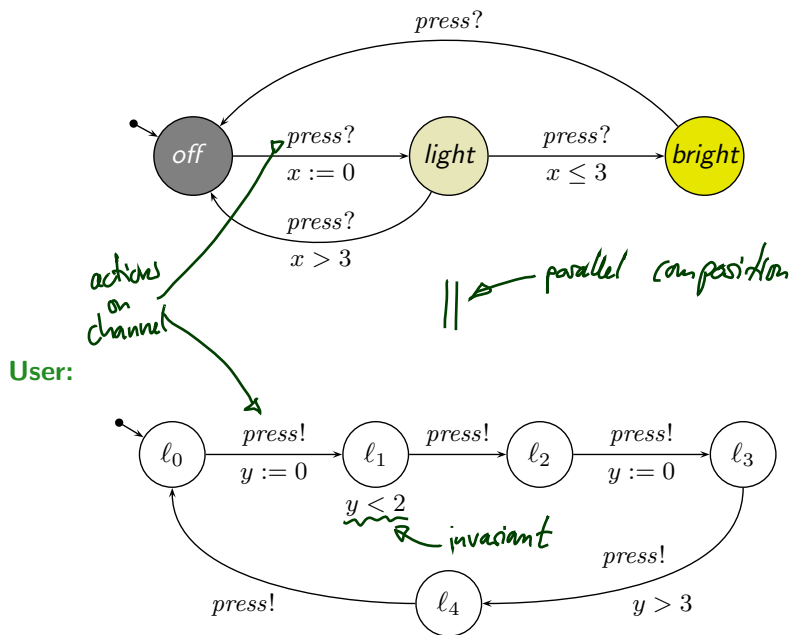 press?
off
press?
x := 0
light
press?
x ≤ 3
bright
press?
x > 3
actions
on
channel
|| parallel composition
User:
ℓ0
press!
y := 0
ℓ1
y < 2
invariant
press!
ℓ2
press!
y := 0
ℓ3
press!
y > 3
ℓ4
press!